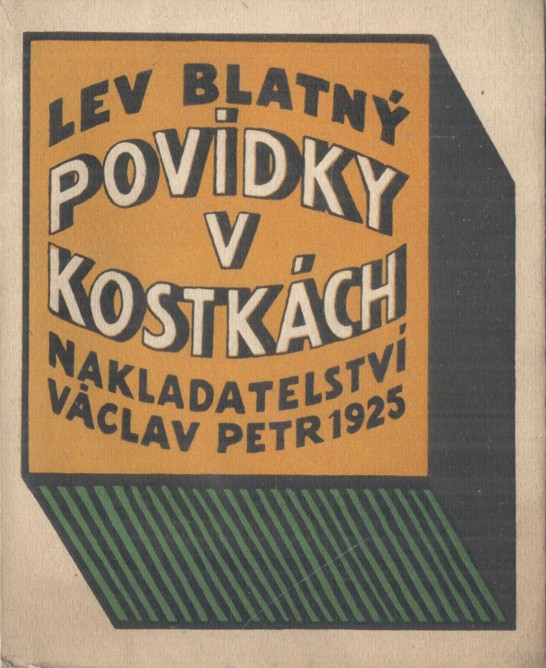 LEV BLATNÝ
POVÍDKY
V
KOSTKÁCH
NAKLADATELSTVÍ
VÁCLAV PETR 1925